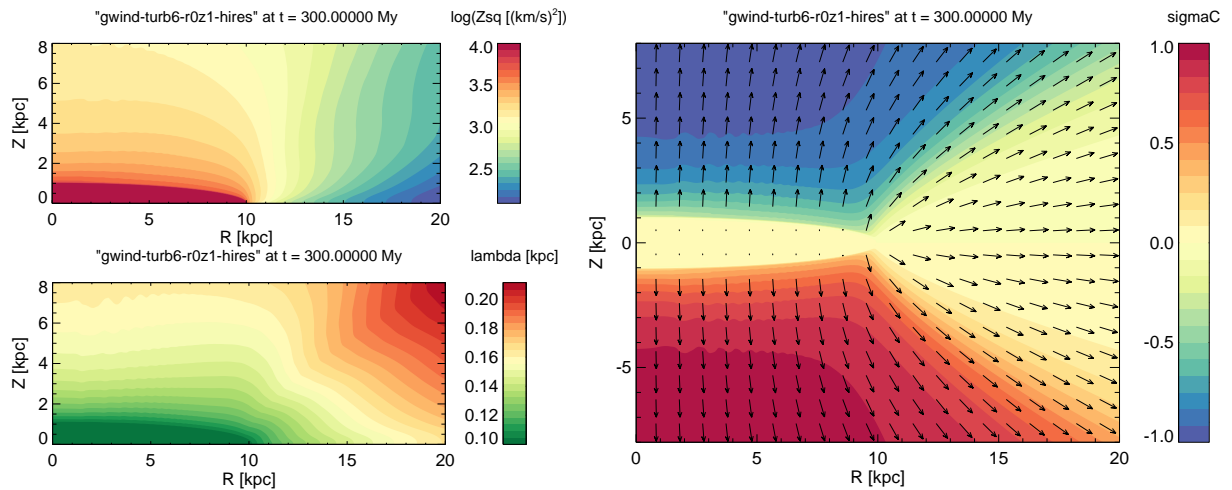 "gwind-turb6-r0z1-hires" at t = 300.00000 My
log(Zsq [(km/s)²])
8
6
4
2
0
Z [kpc]
0 5 10 15 20
R [kpc]
4.0
3.5
3.0
2.5
"gwind-turb6-r0z1-hires" at t = 300.00000 My
lambda [kpc]
8
6
4
2
0
Z [kpc]
0 5 10 15 20
R [kpc]
0.20
0.18
0.16
0.14
0.12
0.10
"gwind-turb6-r0z1-hires" at t = 300.00000 My
sigmaC
5
0
-5
Z [kpc]
0 5 10 15 20
R [kpc]
1.0
0.5
0.0
-0.5
-1.0